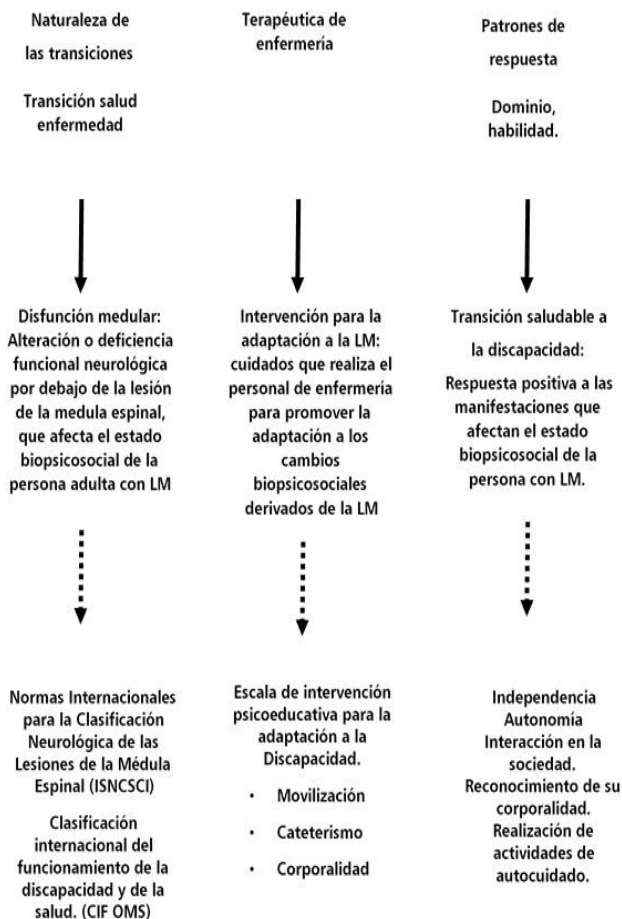 Naturaleza de
las transiciones
Transición salud
enfermedad
Disfunción medular:
Alteración o deficiencia
funcional neurológica
por debajo de la lesión
de la medula espinal,
que afecta el estado
biopsicosocial de la
persona adulta con LM
Normas Internacionales
para la Clasificación
Neurológica de las
Lesiones de la Médula
Espinal (ISNCSCI)
Clasificación
internacional del
funcionamiento de la
discapacidad y de la
salud. (CIF OMS)
Terapéutica de
enfermería
Intervención para la
adaptación a la LM:
cuidados que realiza el
personal de enfermería
para promover la
adaptación a los
cambios
biopsicosociales
derivados de la LM
Escala de intervención
psicoeducativa para la
adaptación a la
Discapacidad.
• Movilización
• Cateterismo
• Corporalidad
Patrones de
respuesta
Dominio,
habilidad.
Transición saludable a
la discapacidad:
Respuesta positiva a las
manifestaciones que
afectan el estado
biopsicosocial de la
persona con LM.
Independencia
Autonomía
Interacción en la
sociedad.
Reconocimiento de su
corporalidad.
Realización de
actividades de
autocuidado.